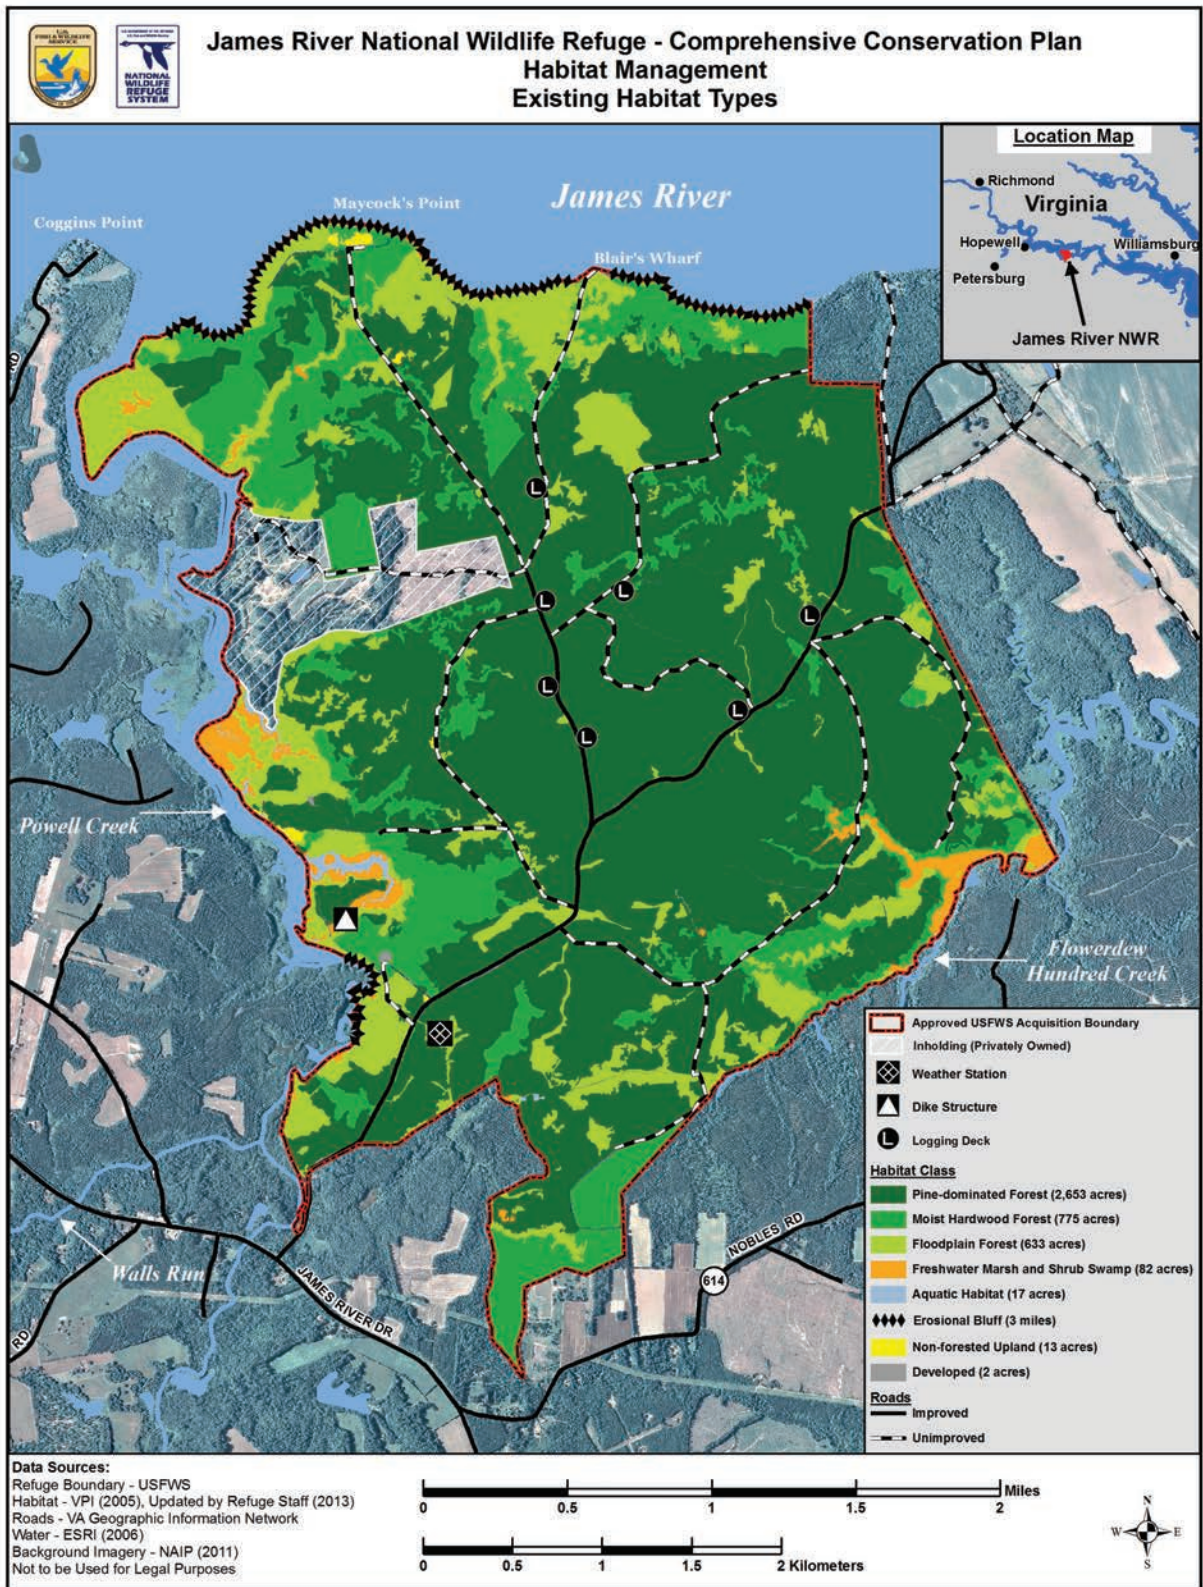 U.S.
FISH & WILDLIFE
SERVICE
NATIONAL
WILDLIFE
REFUGE
SYSTEM
James River National Wildlife Refuge - Comprehensive Conservation Plan
Habitat Management
Existing Habitat Types
Location Map
Richmond
Virginia
Hopewell
Williamsburg
Petersburg
James River NWR
James River
Maycock's Point
Coggins Point
Blair's Wharf
RD
L
L
L
L
L
L
L
Powell Creek
Flowerdew
Hundred Creek
Walls Run
RD
JAMES RIVER DR
NOBLES RD
614
Approved USFWS Acquisition Boundary
Inholding (Privately Owned)
Weather Station
Dike Structure
L Logging Deck
Habitat Class
Pine-dominated Forest (2,653 acres)
Moist Hardwood Forest (775 acres)
Floodplain Forest (633 acres)
Freshwater Marsh and Shrub Swamp (82 acres)
Aquatic Habitat (17 acres)
Erosional Bluff (3 miles)
Non-forested Upland (13 acres)
Developed (2 acres)
Roads
Improved
Unimproved
Data Sources:
Refuge Boundary - USFWS
Habitat - VPI (2005), Updated by Refuge Staff (2013)
Roads - VA Geographic Information Network
Water - ESRI (2006)
Background Imagery - NAIP (2011)
Not to be Used for Legal Purposes
Miles
0 0.5 1 1.5 2
0 0.5 1 1.5 2 Kilometers
N
W E
S